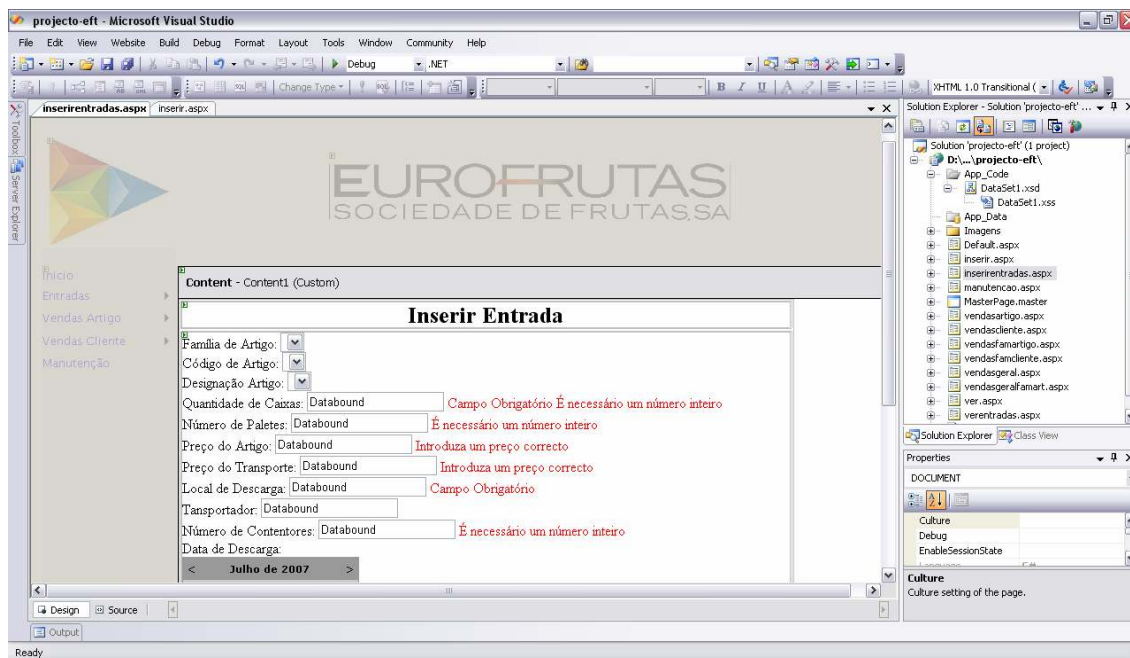 projecto-eft - Microsoft Visual Studio
File Edit View Website Build Debug Format Layout Tools Window Community Help
Debug .NET
Change Type B I U A XHTML 1.0 Transitional (
inserirentradas.aspx inserir.aspx
Toolbox
Server Explorer
EUROFRUTAS
SOCIEDADE DE FRUTAS,SA
Inicio
Entradas
Vendas Artigo
Vendas Cliente
Manutenção
Content - Content1 (Custom)
Inserir Entrada
Família de Artigo:
Código de Artigo:
Designação Artigo:
Quantidade de Caixas: Databound Campo Obrigatório É necessário um número inteiro
Número de Paletes: Databound É necessário um número inteiro
Preço do Artigo: Databound Introduza um preço correcto
Preço do Transporte: Databound Introduza um preço correcto
Local de Descarga: Databound Campo Obrigatório
Tansportador: Databound
Número de Contentores: Databound É necessário um número inteiro
Data de Descarga:
< Julho de 2007 >
Design Source
Output
Ready
Solution Explorer - Solution 'projecto-eft' ...
Solution 'projecto-eft' (1 project)
D:\...\projecto-eft\
App_Code
DataSet1.xsd
DataSet1.xss
App_Data
Imagens
Default.aspx
inserir.aspx
inserirentradas.aspx
manutencao.aspx
MasterPage.master
vendasartigo.aspx
vendascliente.aspx
vendasfamartigo.aspx
vendasfamcliente.aspx
vendasgeral.aspx
vendasgeralfamart.aspx
ver.aspx
verentradas.aspx
Solution Explorer Class View
Properties
DOCUMENT
Culture
Debug
EnableSessionState
Culture
Culture setting of the page.